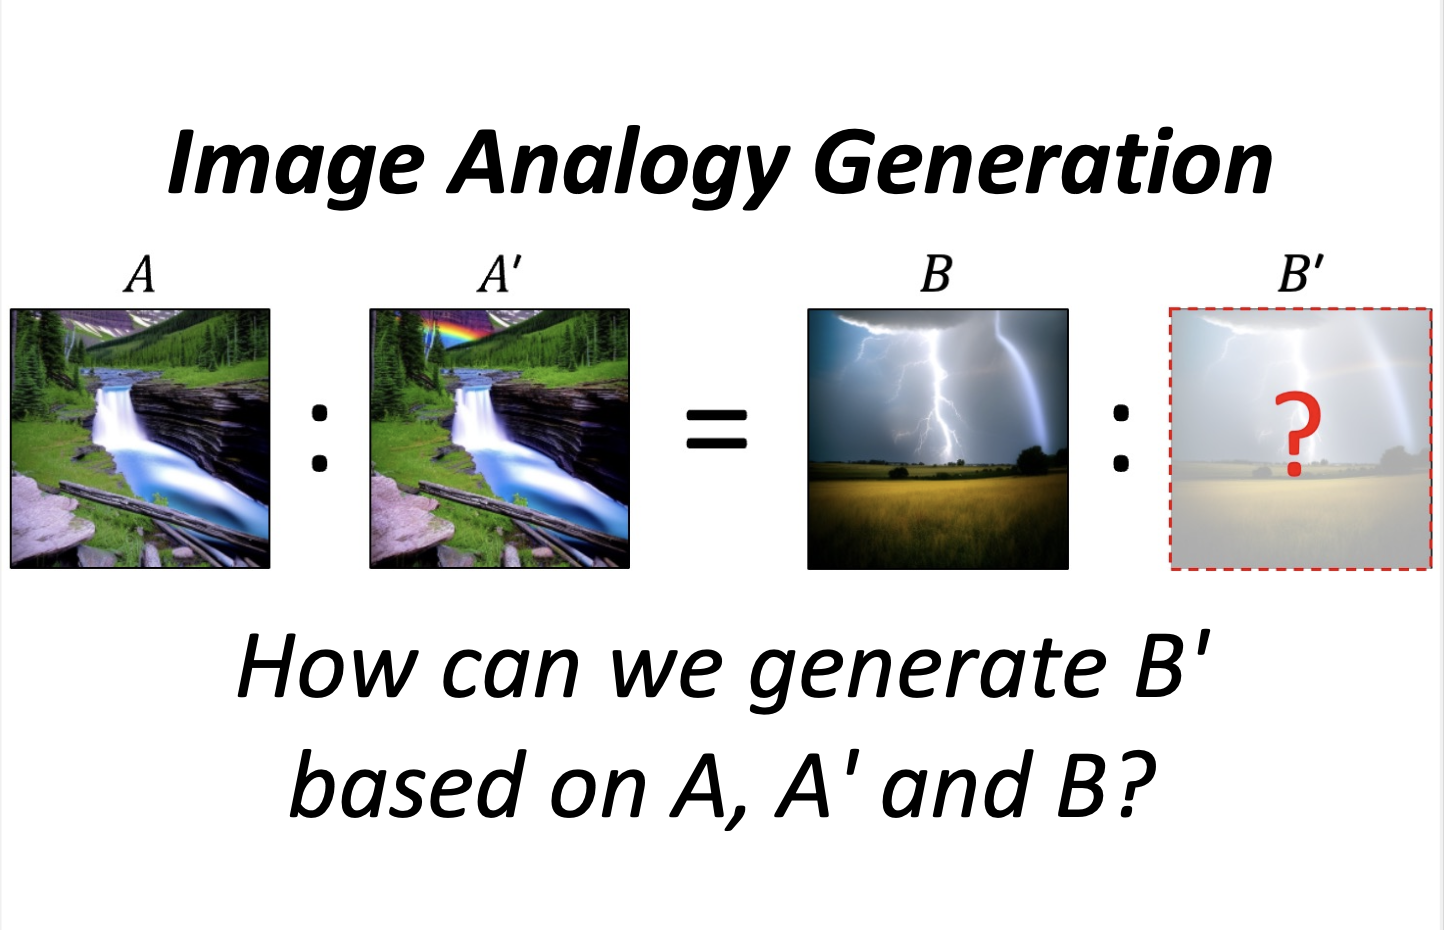 Image Analogy Generation
A A' B B'
: = : ?
How can we generate B'
based on A, A' and B?